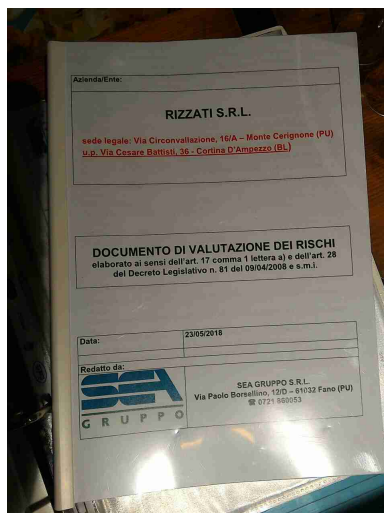 Azienda/Ente:
RIZZATI S.R.L.
sede legale: Via Circonvallazione, 16/A – Monte Cerignone (PU)
u.p. Via Cesare Battisti, 36 - Cortina D'Ampezzo (BL)
DOCUMENTO DI VALUTAZIONE DEI RISCHI
elaborato ai sensi dell'art. 17 comma 1 lettera a) e dell'art. 28
del Decreto Legislativo n. 81 del 09/04/2008 e s.m.i.
Data:
23/05/2018
Redatto da:
SEA
GRUPPO
SEA GRUPPO S.R.L.
Via Paolo Borsellino, 12/D – 61032 Fano (PU)
☎ 0721 860053